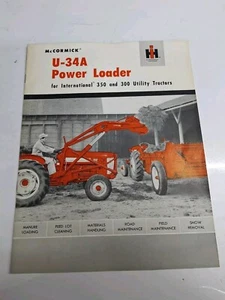 McCORMICK
IH
U-34A
Power Loader
for International 350 and 300 Utility Tractors
MANURE LOADING
FEED LOT CLEANING
MATERIALS HANDLING
ROAD MAINTENANCE
FIELD MAINTENANCE
SNOW REMOVAL